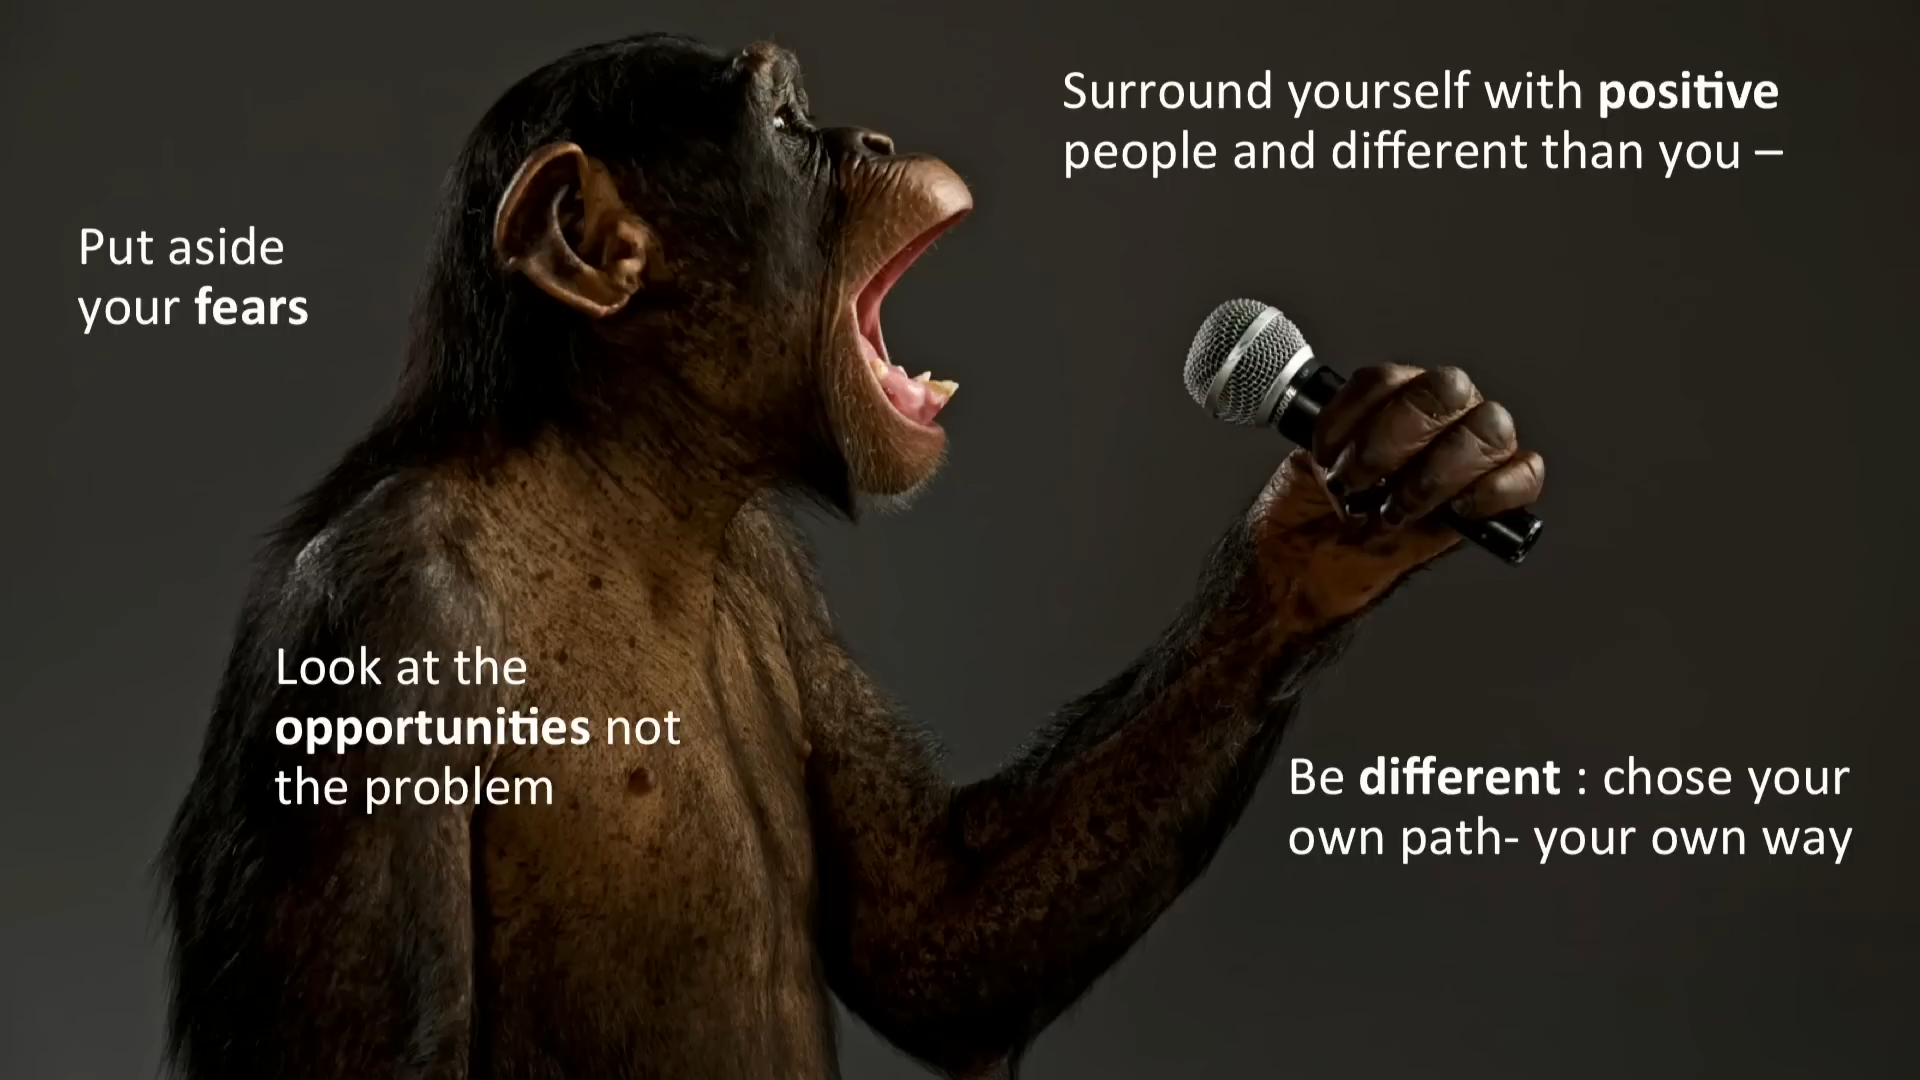 Surround yourself with positive
people and different than you –
Put aside
your fears
Look at the
opportunities not
the problem
Be different : chose your
own path- your own way